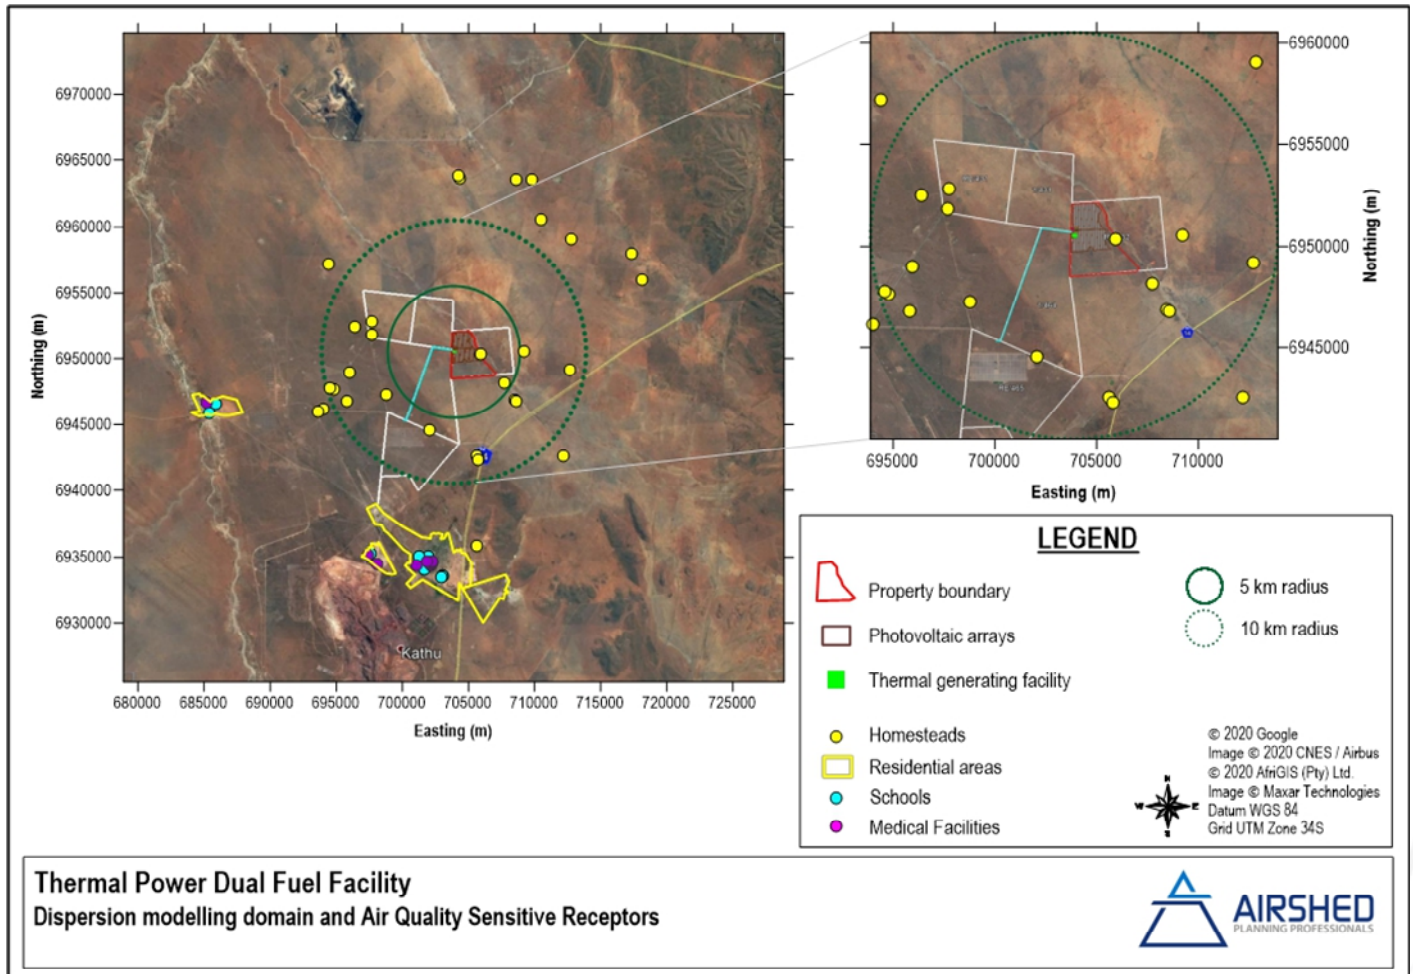 6970000
6965000
6960000
6955000
6950000
6945000
6940000
6935000
6930000
Northing (m)
Kathu
680000 685000 690000 695000 700000 705000 710000 715000 720000 725000
Easting (m)
6960000
6955000
6950000
6945000
Northing (m)
RE 465
695000 700000 705000 710000
Easting (m)
LEGEND
Property boundary
Photovoltaic arrays
Thermal generating facility
Homesteads
Residential areas
Schools
Medical Facilities
5 km radius
10 km radius
© 2020 Google
Image © 2020 CNES / Airbus
© 2020 AfriGIS (Pty) Ltd.
Image © Maxar Technologies
Datum WGS 84
Grid UTM Zone 34S
N
W E
S
Thermal Power Dual Fuel Facility
Dispersion modelling domain and Air Quality Sensitive Receptors
AIRSHED
PLANNING PROFESSIONALS